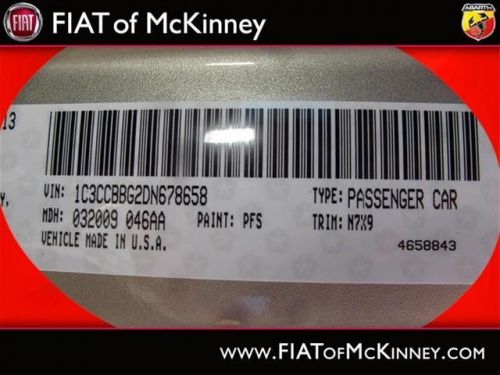 FIAT
FIAT of McKinney
ABARTH
13
Y,
VIN: 1C3CCBBG2DN678658
TYPE: PASSENGER CAR
MDH: 032009 046AA
PAINT: PFS
TRIM: N7X9
VEHICLE MADE IN U.S.A.
4658843
www.FIATofMcKinney.com